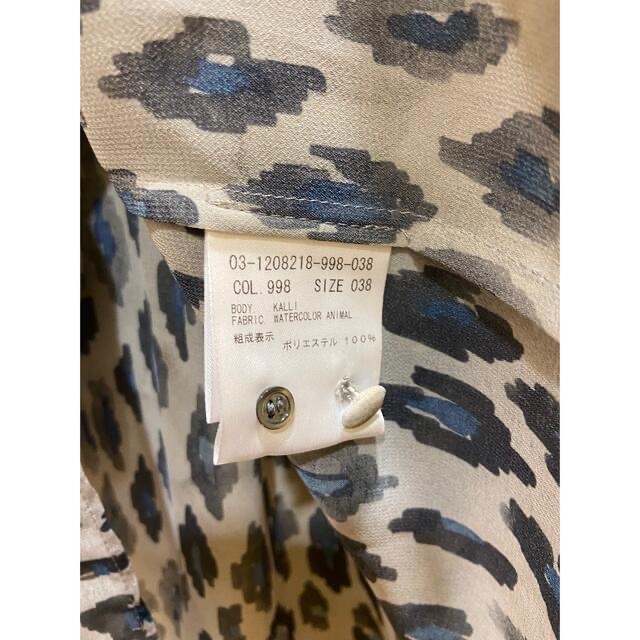 03-1208218-998-038
COL.998 SIZE 038
BODY KALLI
FABRIC WATERCOLOR ANIMAL
組成表示 ポリエステル 100%